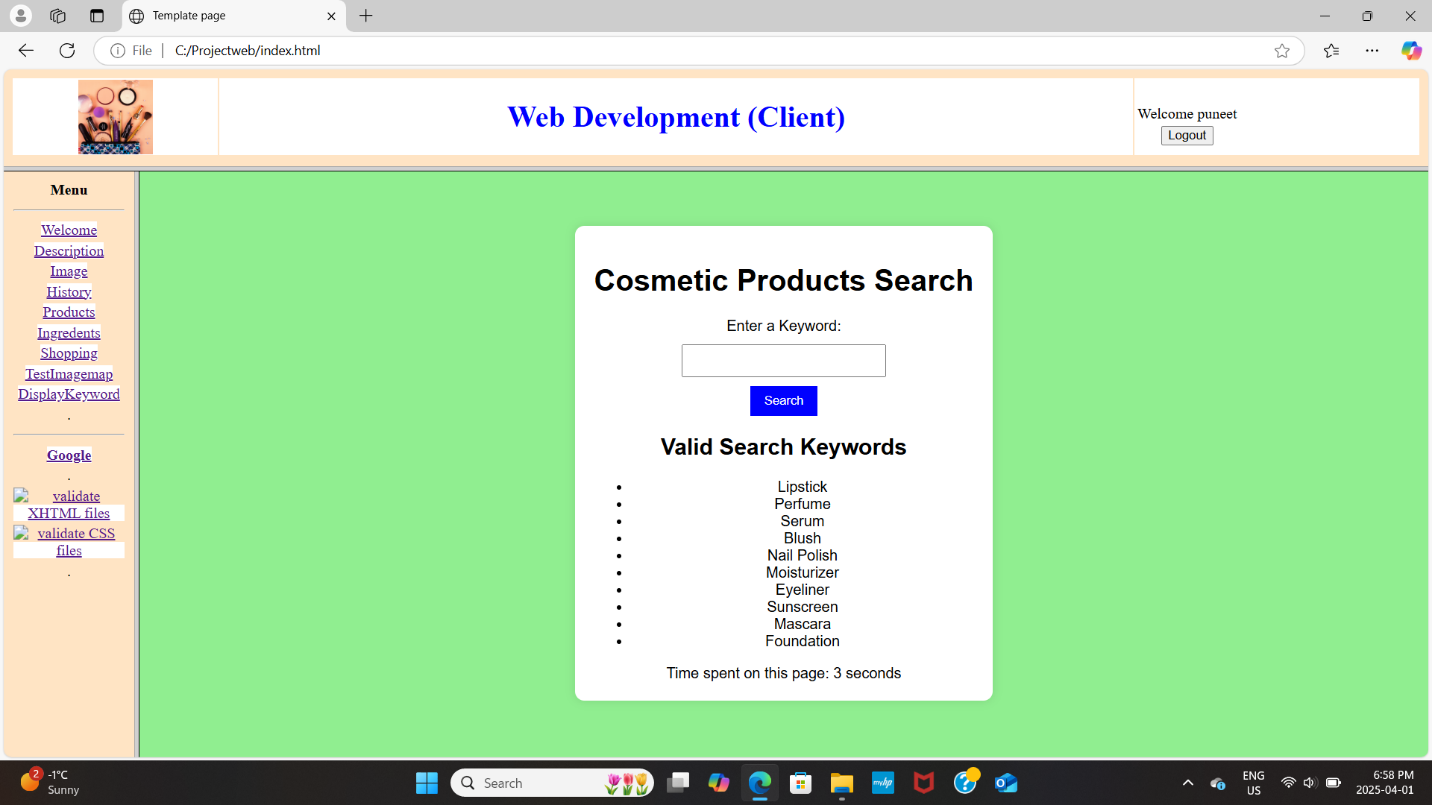 Template page
File
C:/Projectweb/index.html
Web Development (Client)
Welcome puneet
Logout
Menu
Welcome
Description
Image
History
Products
Ingredents
Shopping
TestImagemap
DisplayKeyword
.
Google
.
validate
XHTML files
validate CSS
files
.
Cosmetic Products Search
Enter a Keyword:
Search
Valid Search Keywords
Lipstick
Perfume
Serum
Blush
Nail Polish
Moisturizer
Eyeliner
Sunscreen
Mascara
Foundation
Time spent on this page: 3 seconds
2
-1°C
Sunny
Search
myhp
ENG
US
6:58 PM
2025-04-01